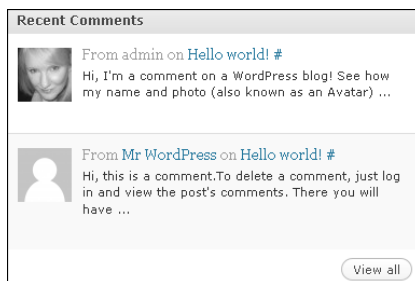 Recent Comments
From admin on Hello world! #
Hi, I'm a comment on a WordPress blog! See how
my name and photo (also known as an Avatar) ...
From Mr WordPress on Hello world! #
Hi, this is a comment.To delete a comment, just log
in and view the post's comments. There you will
have ...
View all